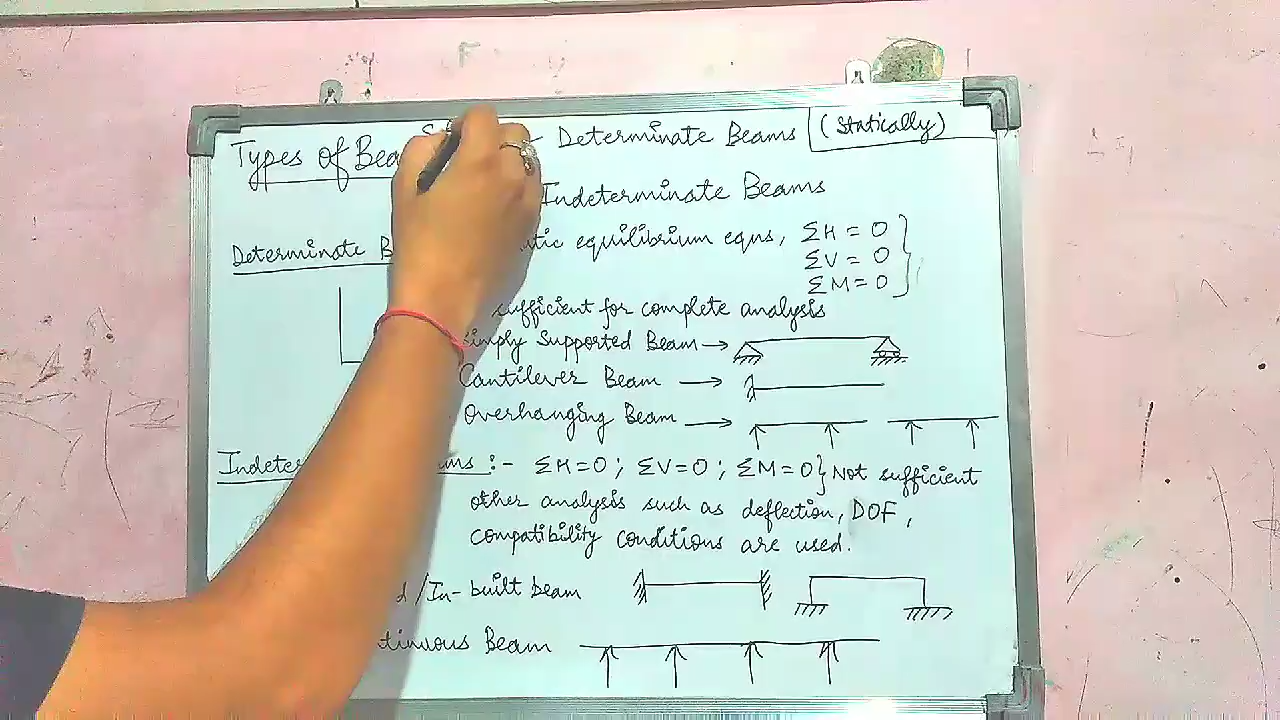 Types of Bea - Determinate Beams (Statically)
Indeterminate Beams
Determinate B tic equilibrium eqns, ΣH = 0
ΣV = 0
ΣM = 0
sufficient for complete analysis
Simply Supported Beam →
Cantilever Beam →
Overhanging Beam →
Indete ms :- ΣH=0 ; ΣV=0 ; ΣM=0} Not sufficient
other analysis such as deflection, DOF,
compatibility conditions are used.
d/In-built beam
tinuous Beam